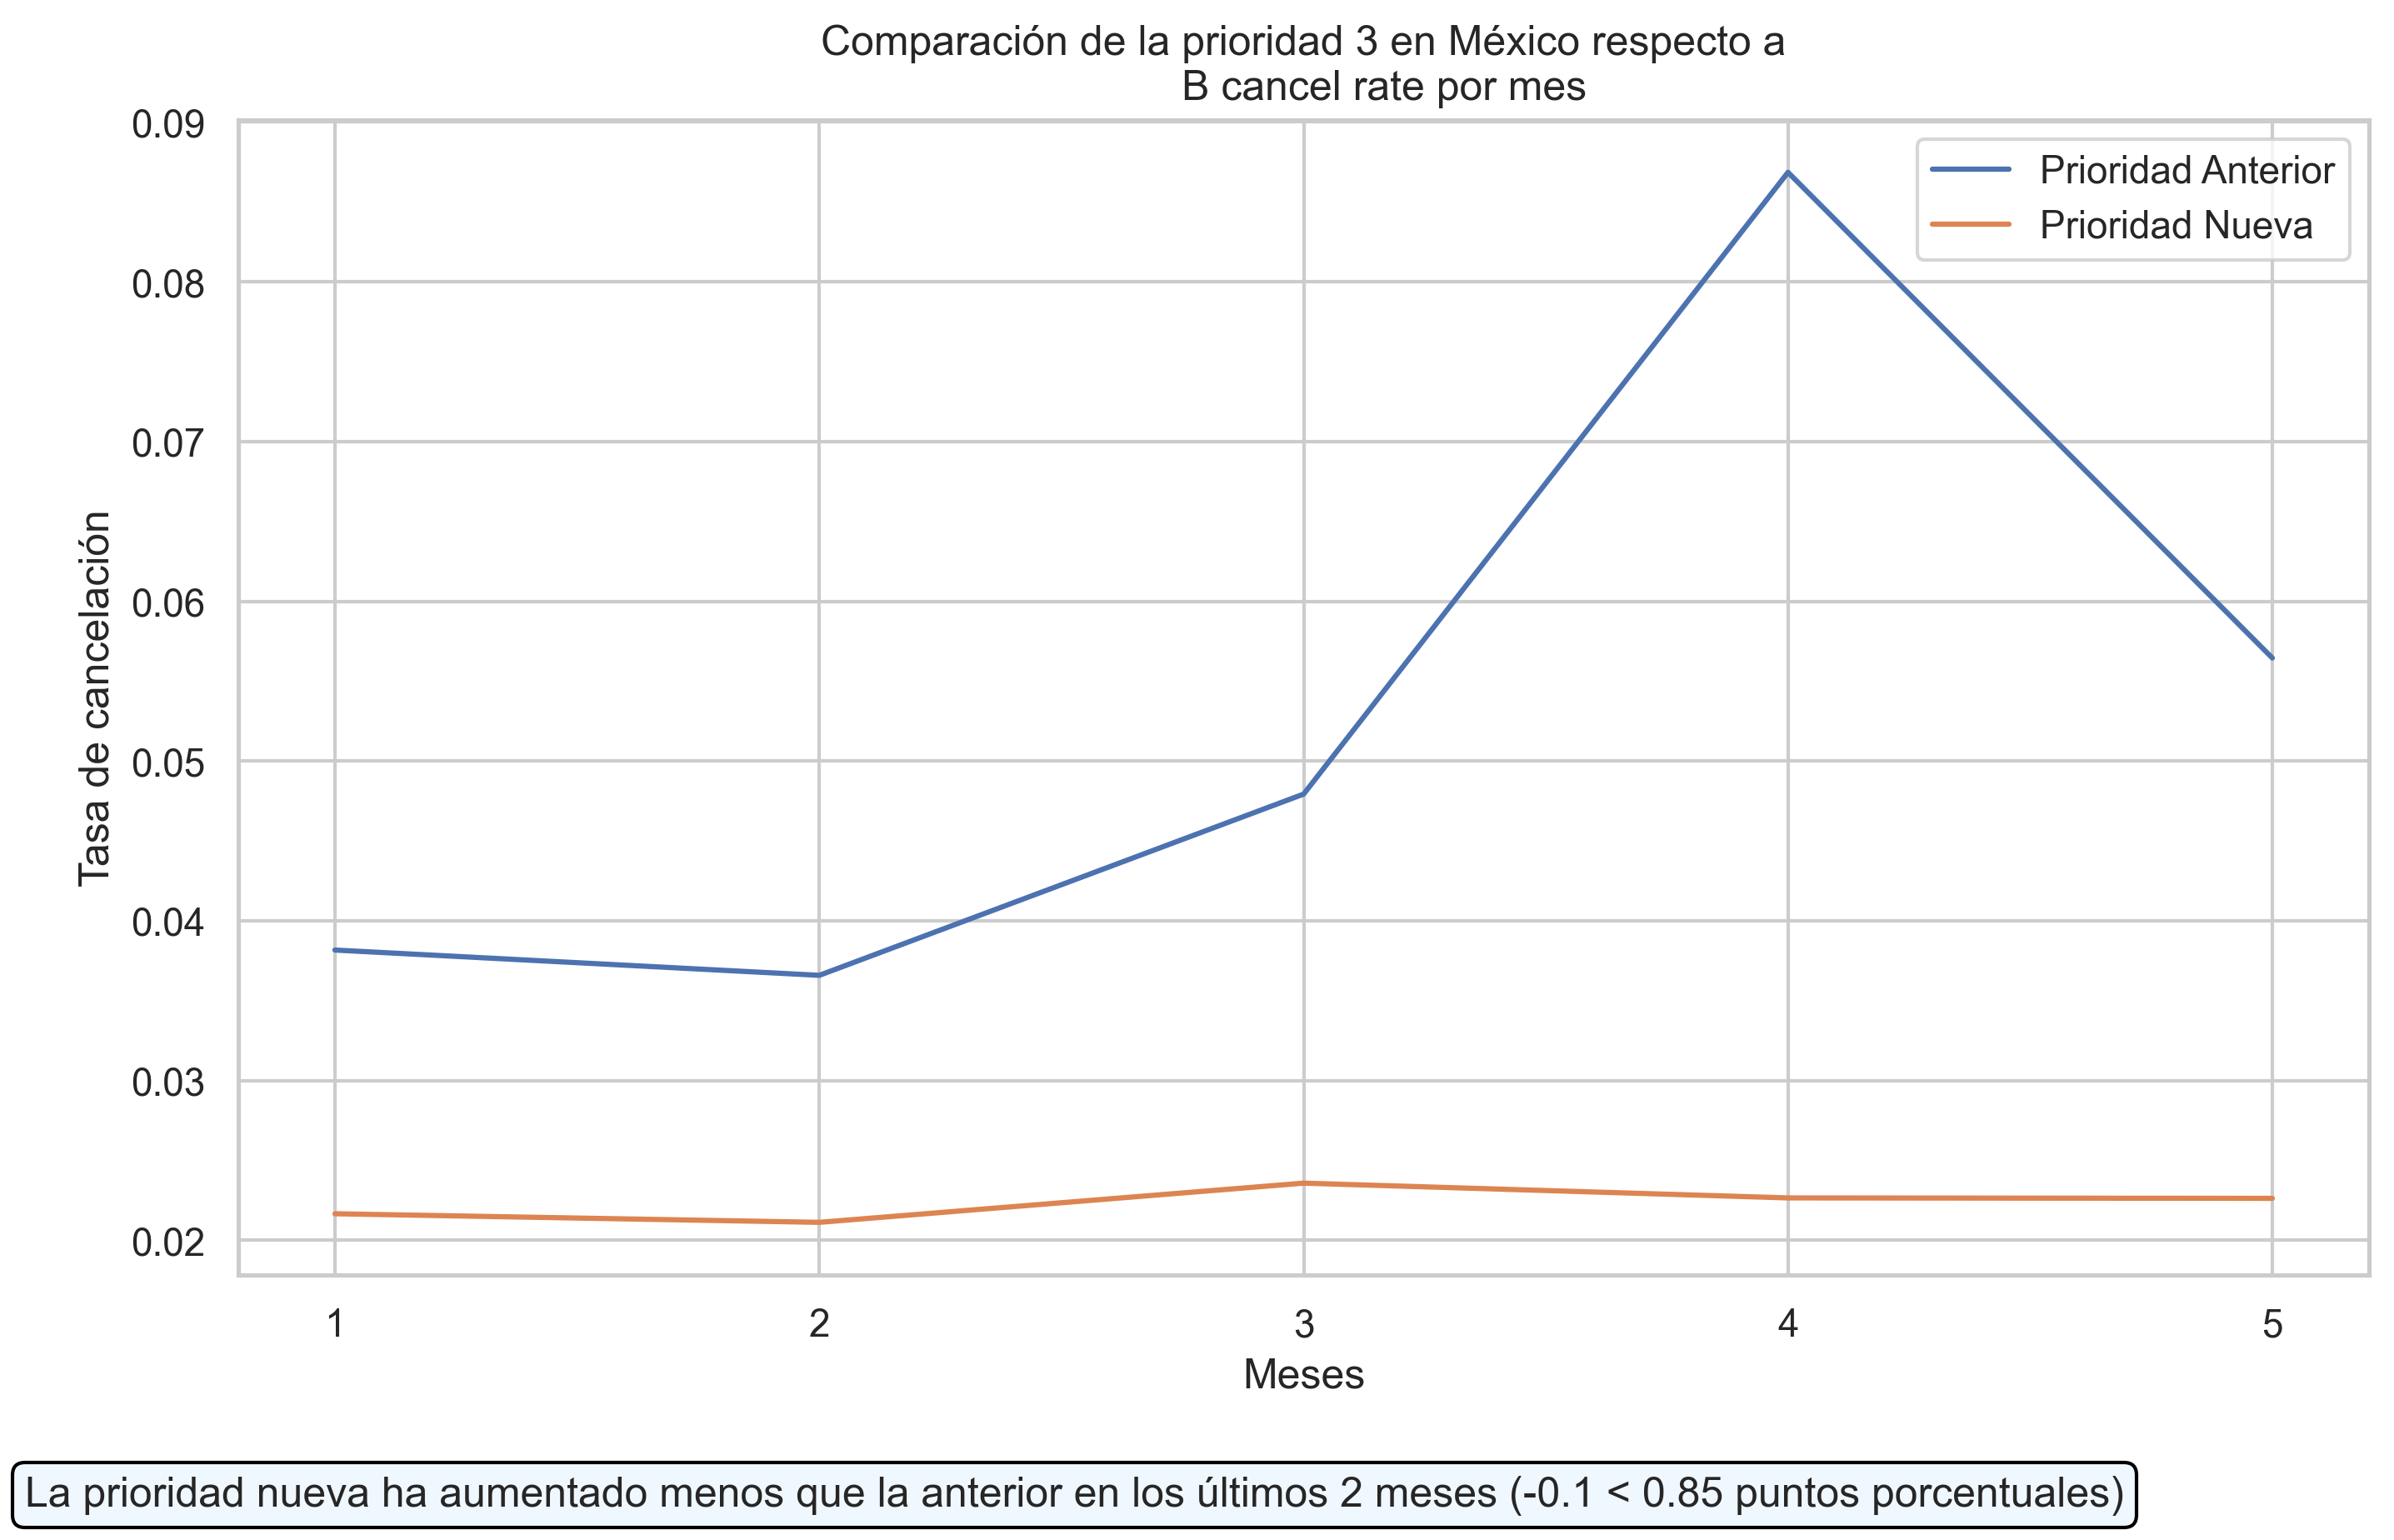 Comparación de la prioridad 3 en México respecto a
B cancel rate por mes
0.09
0.08
0.07
0.06
0.05
0.04
0.03
0.02
Tasa de cancelación
Prioridad Anterior
Prioridad Nueva
1 2 3 4 5
Meses
La prioridad nueva ha aumentado menos que la anterior en los últimos 2 meses (-0.1 < 0.85 puntos porcentuales)